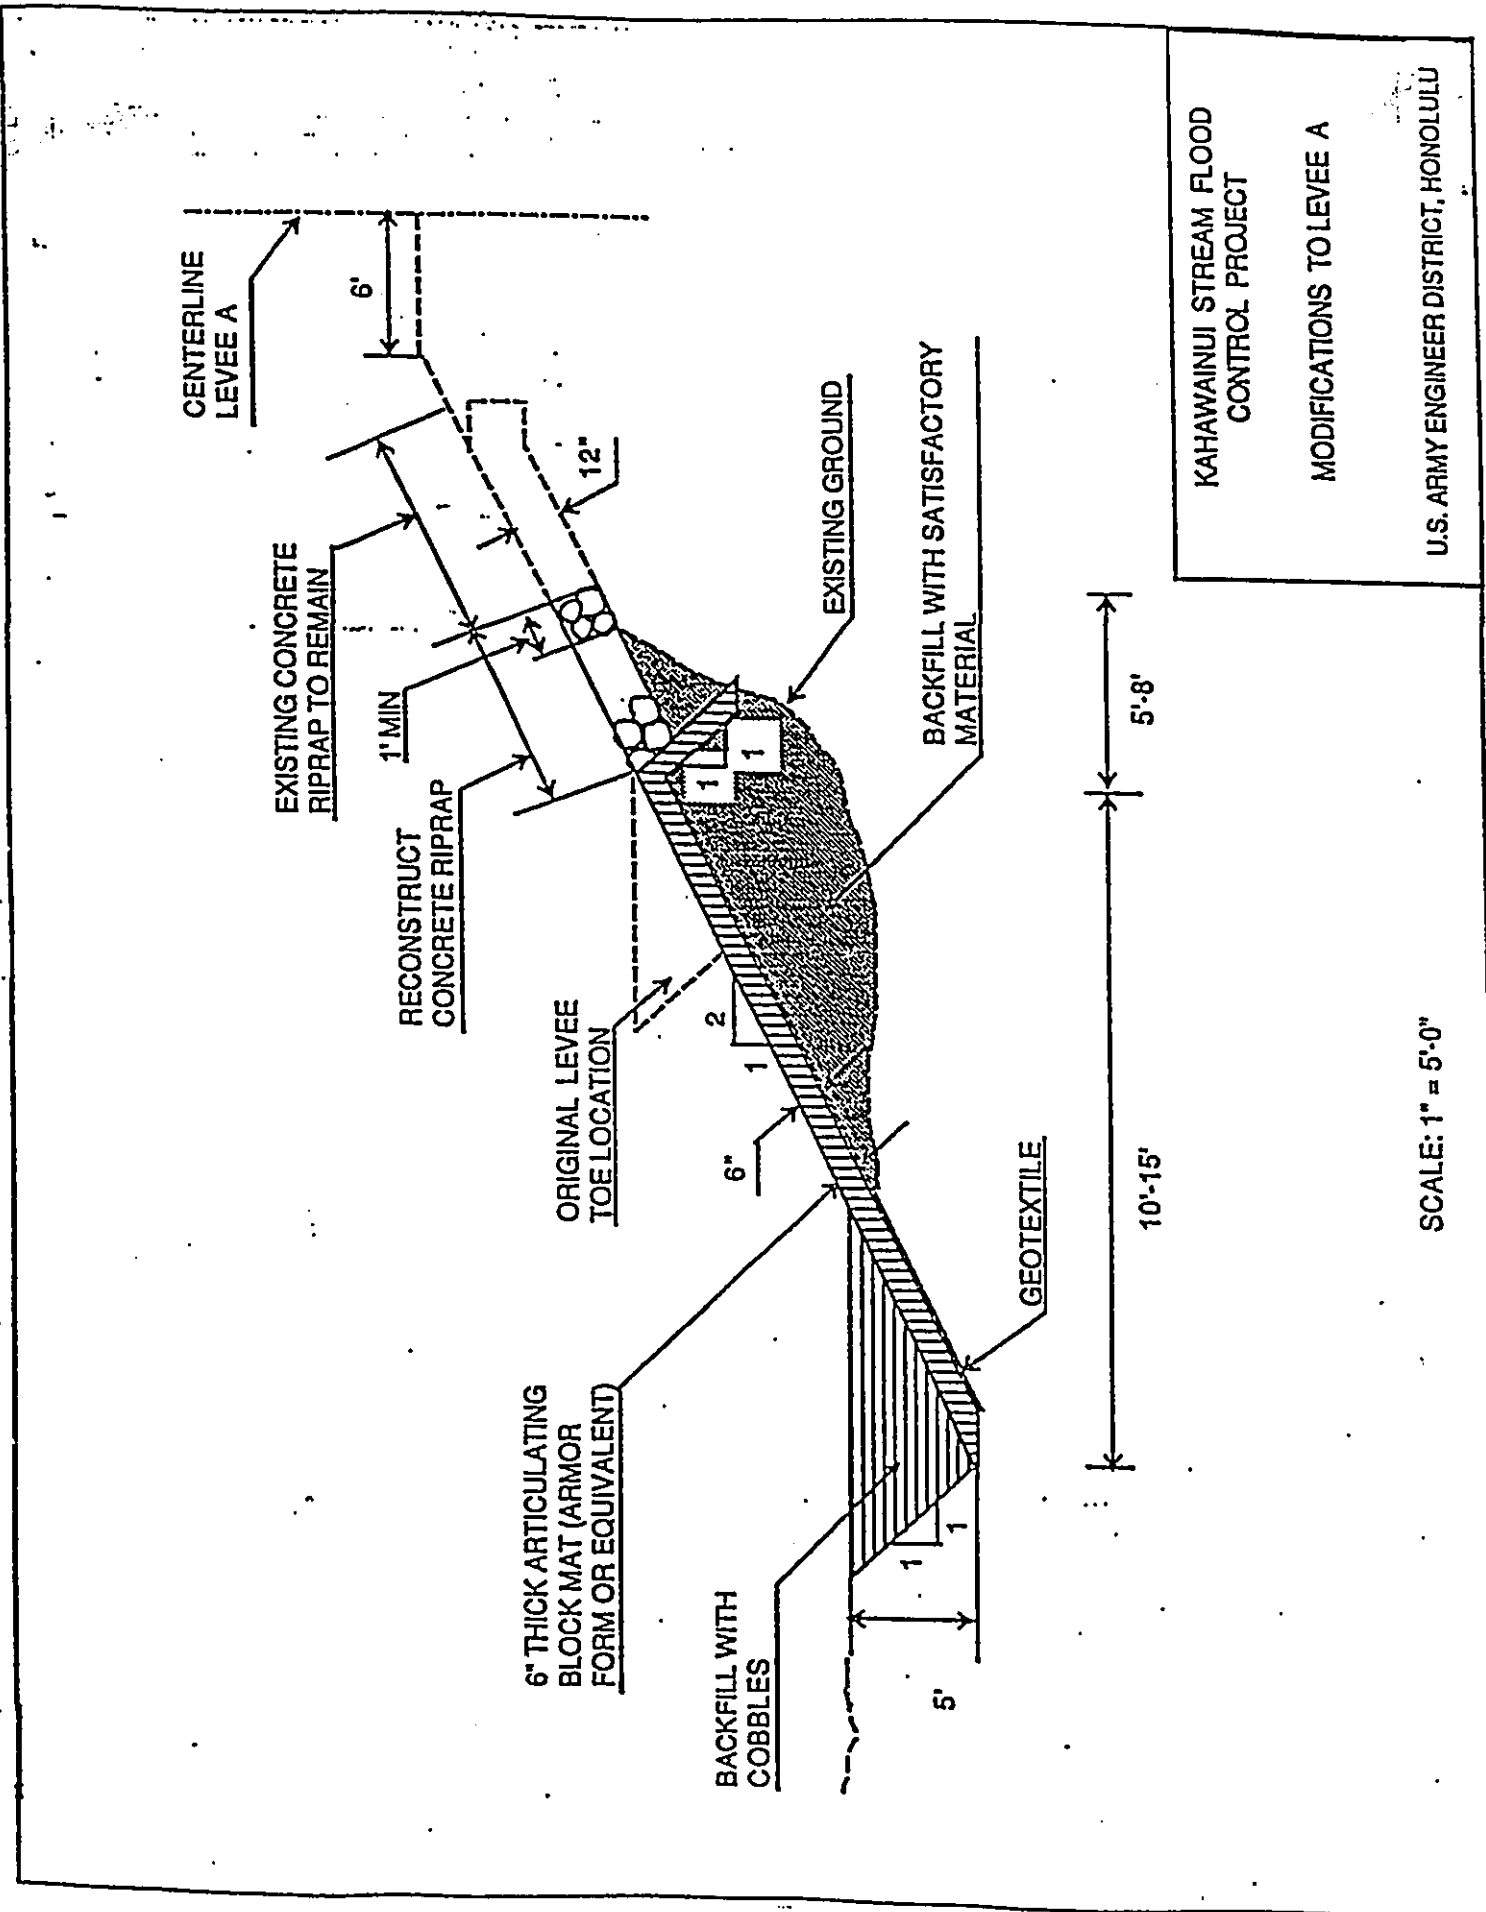 CENTERLINE
LEVEE A
6'
EXISTING CONCRETE
RIPRAP TO REMAIN
1
1' MIN
12"
RECONSTRUCT
CONCRETE RIPRAP
ORIGINAL LEVEE
TOE LOCATION
6" THICK ARTICULATING
BLOCK MAT (ARMOR
FORM OR EQUIVALENT)
6"
2
1
1
1
EXISTING GROUND
BACKFILL WITH SATISFACTORY
MATERIAL
BACKFILL WITH
COBBLES
1
1
5'
GEOTEXTILE
10'-15'
5'-8'
SCALE: 1" = 5'-0"
KAHAWAINUI STREAM FLOOD
CONTROL PROJECT
MODIFICATIONS TO LEVEE A
U.S. ARMY ENGINEER DISTRICT, HONOLULU